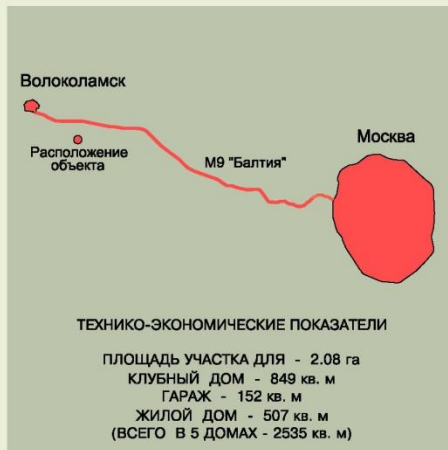 Волоколамск
Москва
Расположение
объекта
М9 "Балтия"
ТЕХНИКО-ЭКОНОМИЧЕСКИЕ ПОКАЗАТЕЛИ
ПЛОЩАДЬ УЧАСТКА ДЛЯ - 2.08 га
КЛУБНЫЙ ДОМ - 849 кв. м
ГАРАЖ - 152 кв. м
ЖИЛОЙ ДОМ - 507 кв. м
(ВСЕГО В 5 ДОМАХ - 2535 кв. м)